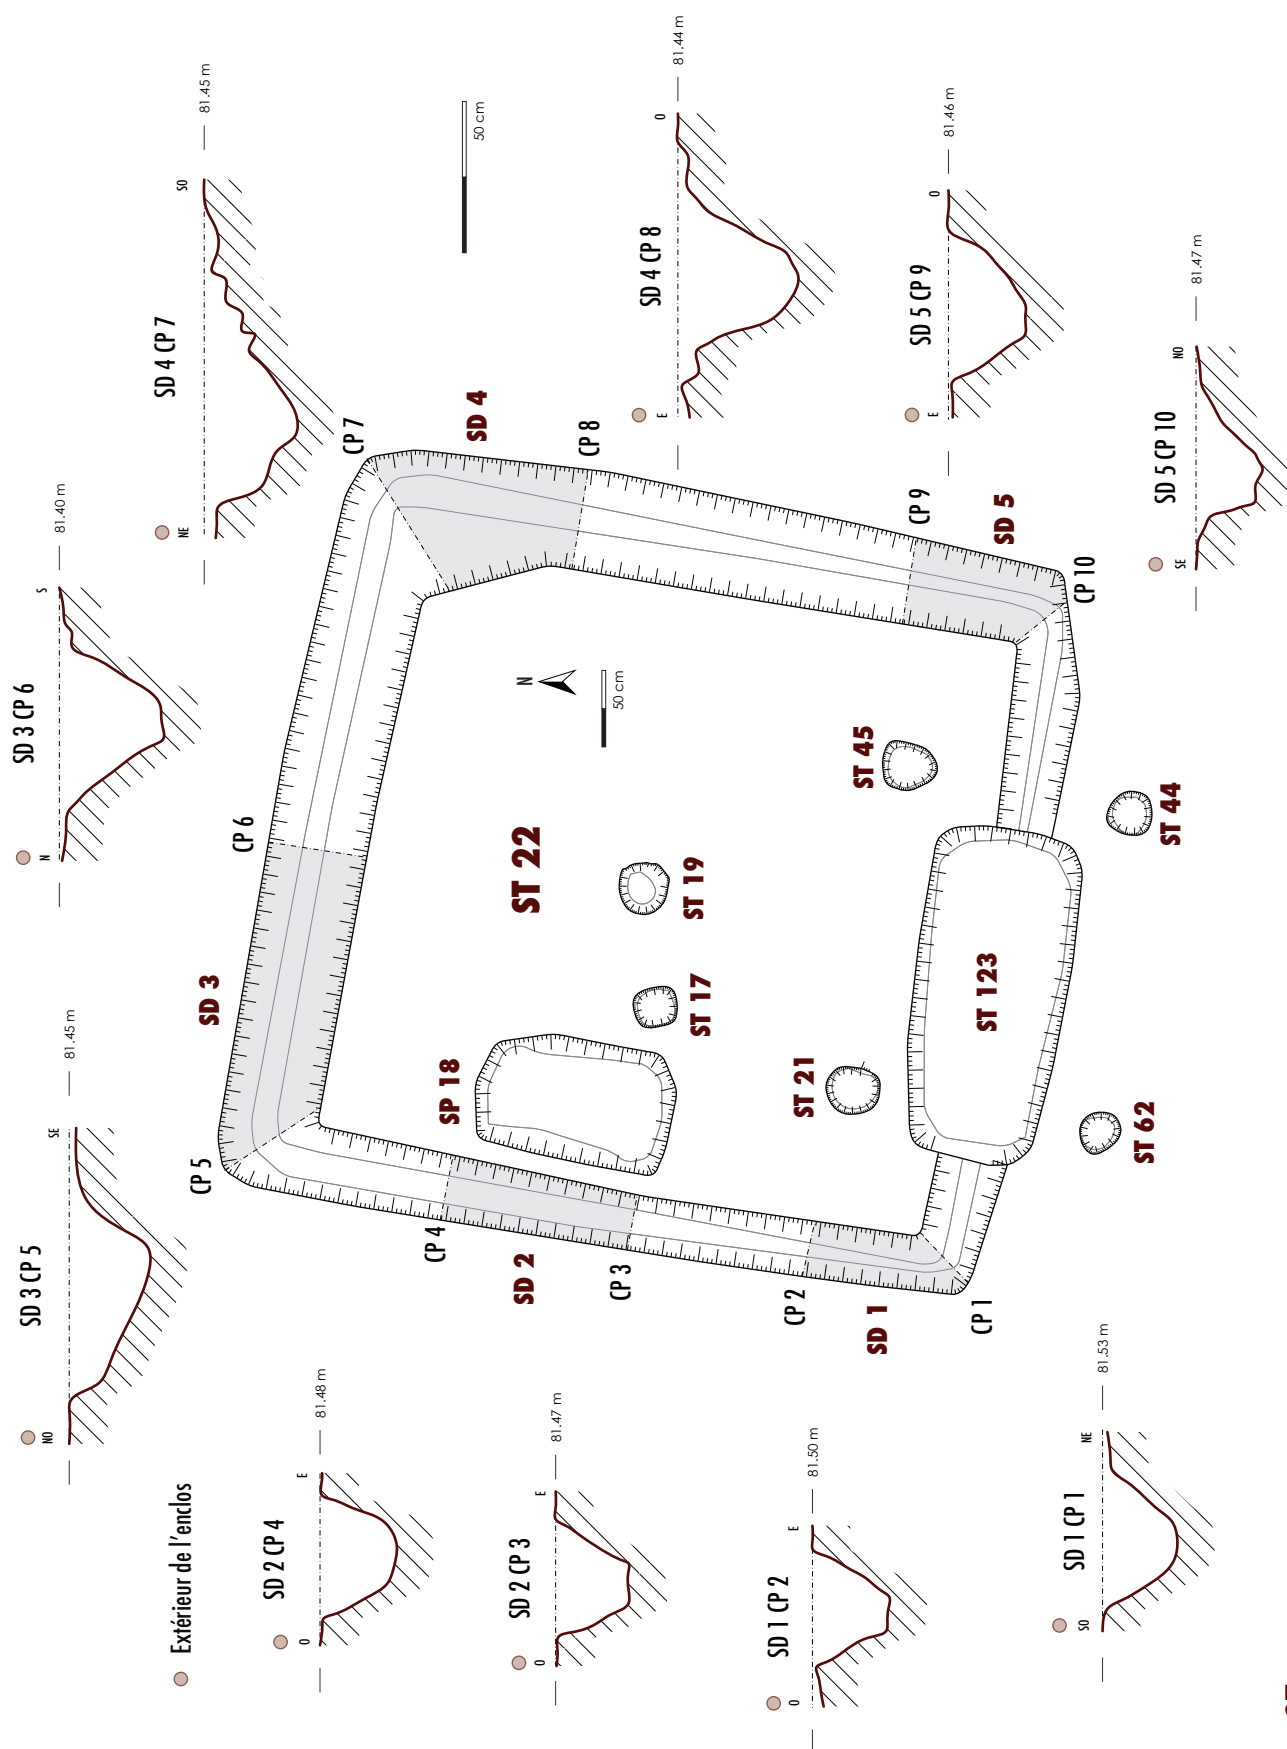 81.44 m
O
SD 4 CP 8
E
81.45 m
SO
SD 4 CP 7
NE
50 cm
81.46 m
O
SD 5 CP 9
E
81.47 m
NO
SD 5 CP 10
SE
81.40 m
S
SD 3 CP 6
N
81.45 m
SE
SD 3 CP 5
NO
81.48 m
E
SD 2 CP 4
O
81.47 m
E
SD 2 CP 3
O
81.50 m
E
SD 1 CP 2
O
81.53 m
NE
SD 1 CP 1
SO
Extérieur de l'enclos
CP 7
SD 4
CP 8
CP 9
SD 5
CP 10
CP 6
SD 3
CP 5
CP 4
SD 2
CP 3
CP 2
SD 1
CP 1
N
50 cm
ST 22
ST 45
ST 44
ST 19
ST 17
SP 18
ST 21
ST 123
ST 62